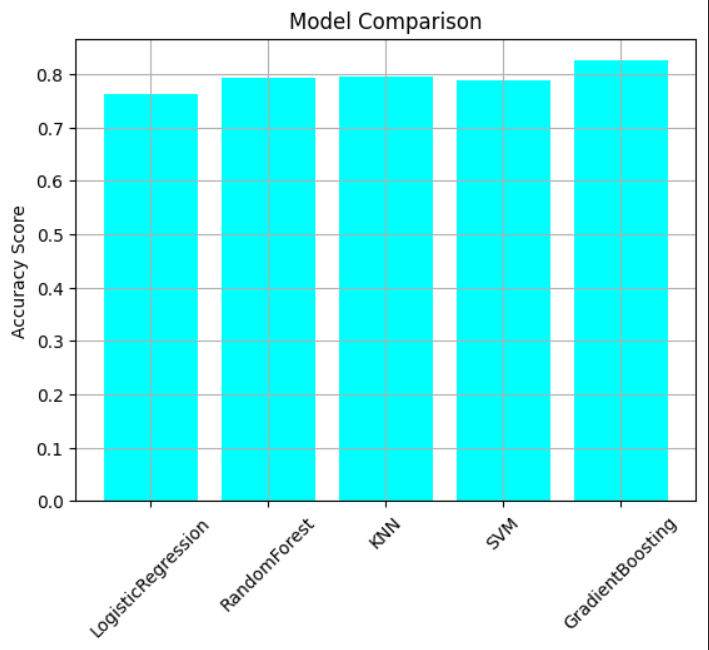 Model Comparison
Accuracy Score
0.8
0.7
0.6
0.5
0.4
0.3
0.2
0.1
0.0
LogisticRegression
RandomForest
KNN
SVM
GradientBoosting